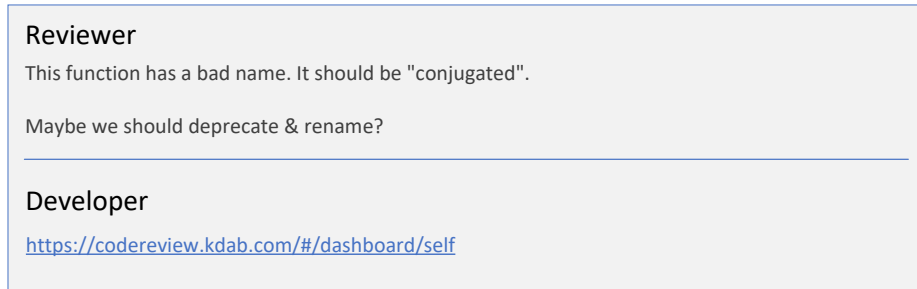 Reviewer
This function has a bad name. It should be "conjugated".
Maybe we should deprecate & rename?
Developer
https://codereview.kdab.com/#/dashboard/self